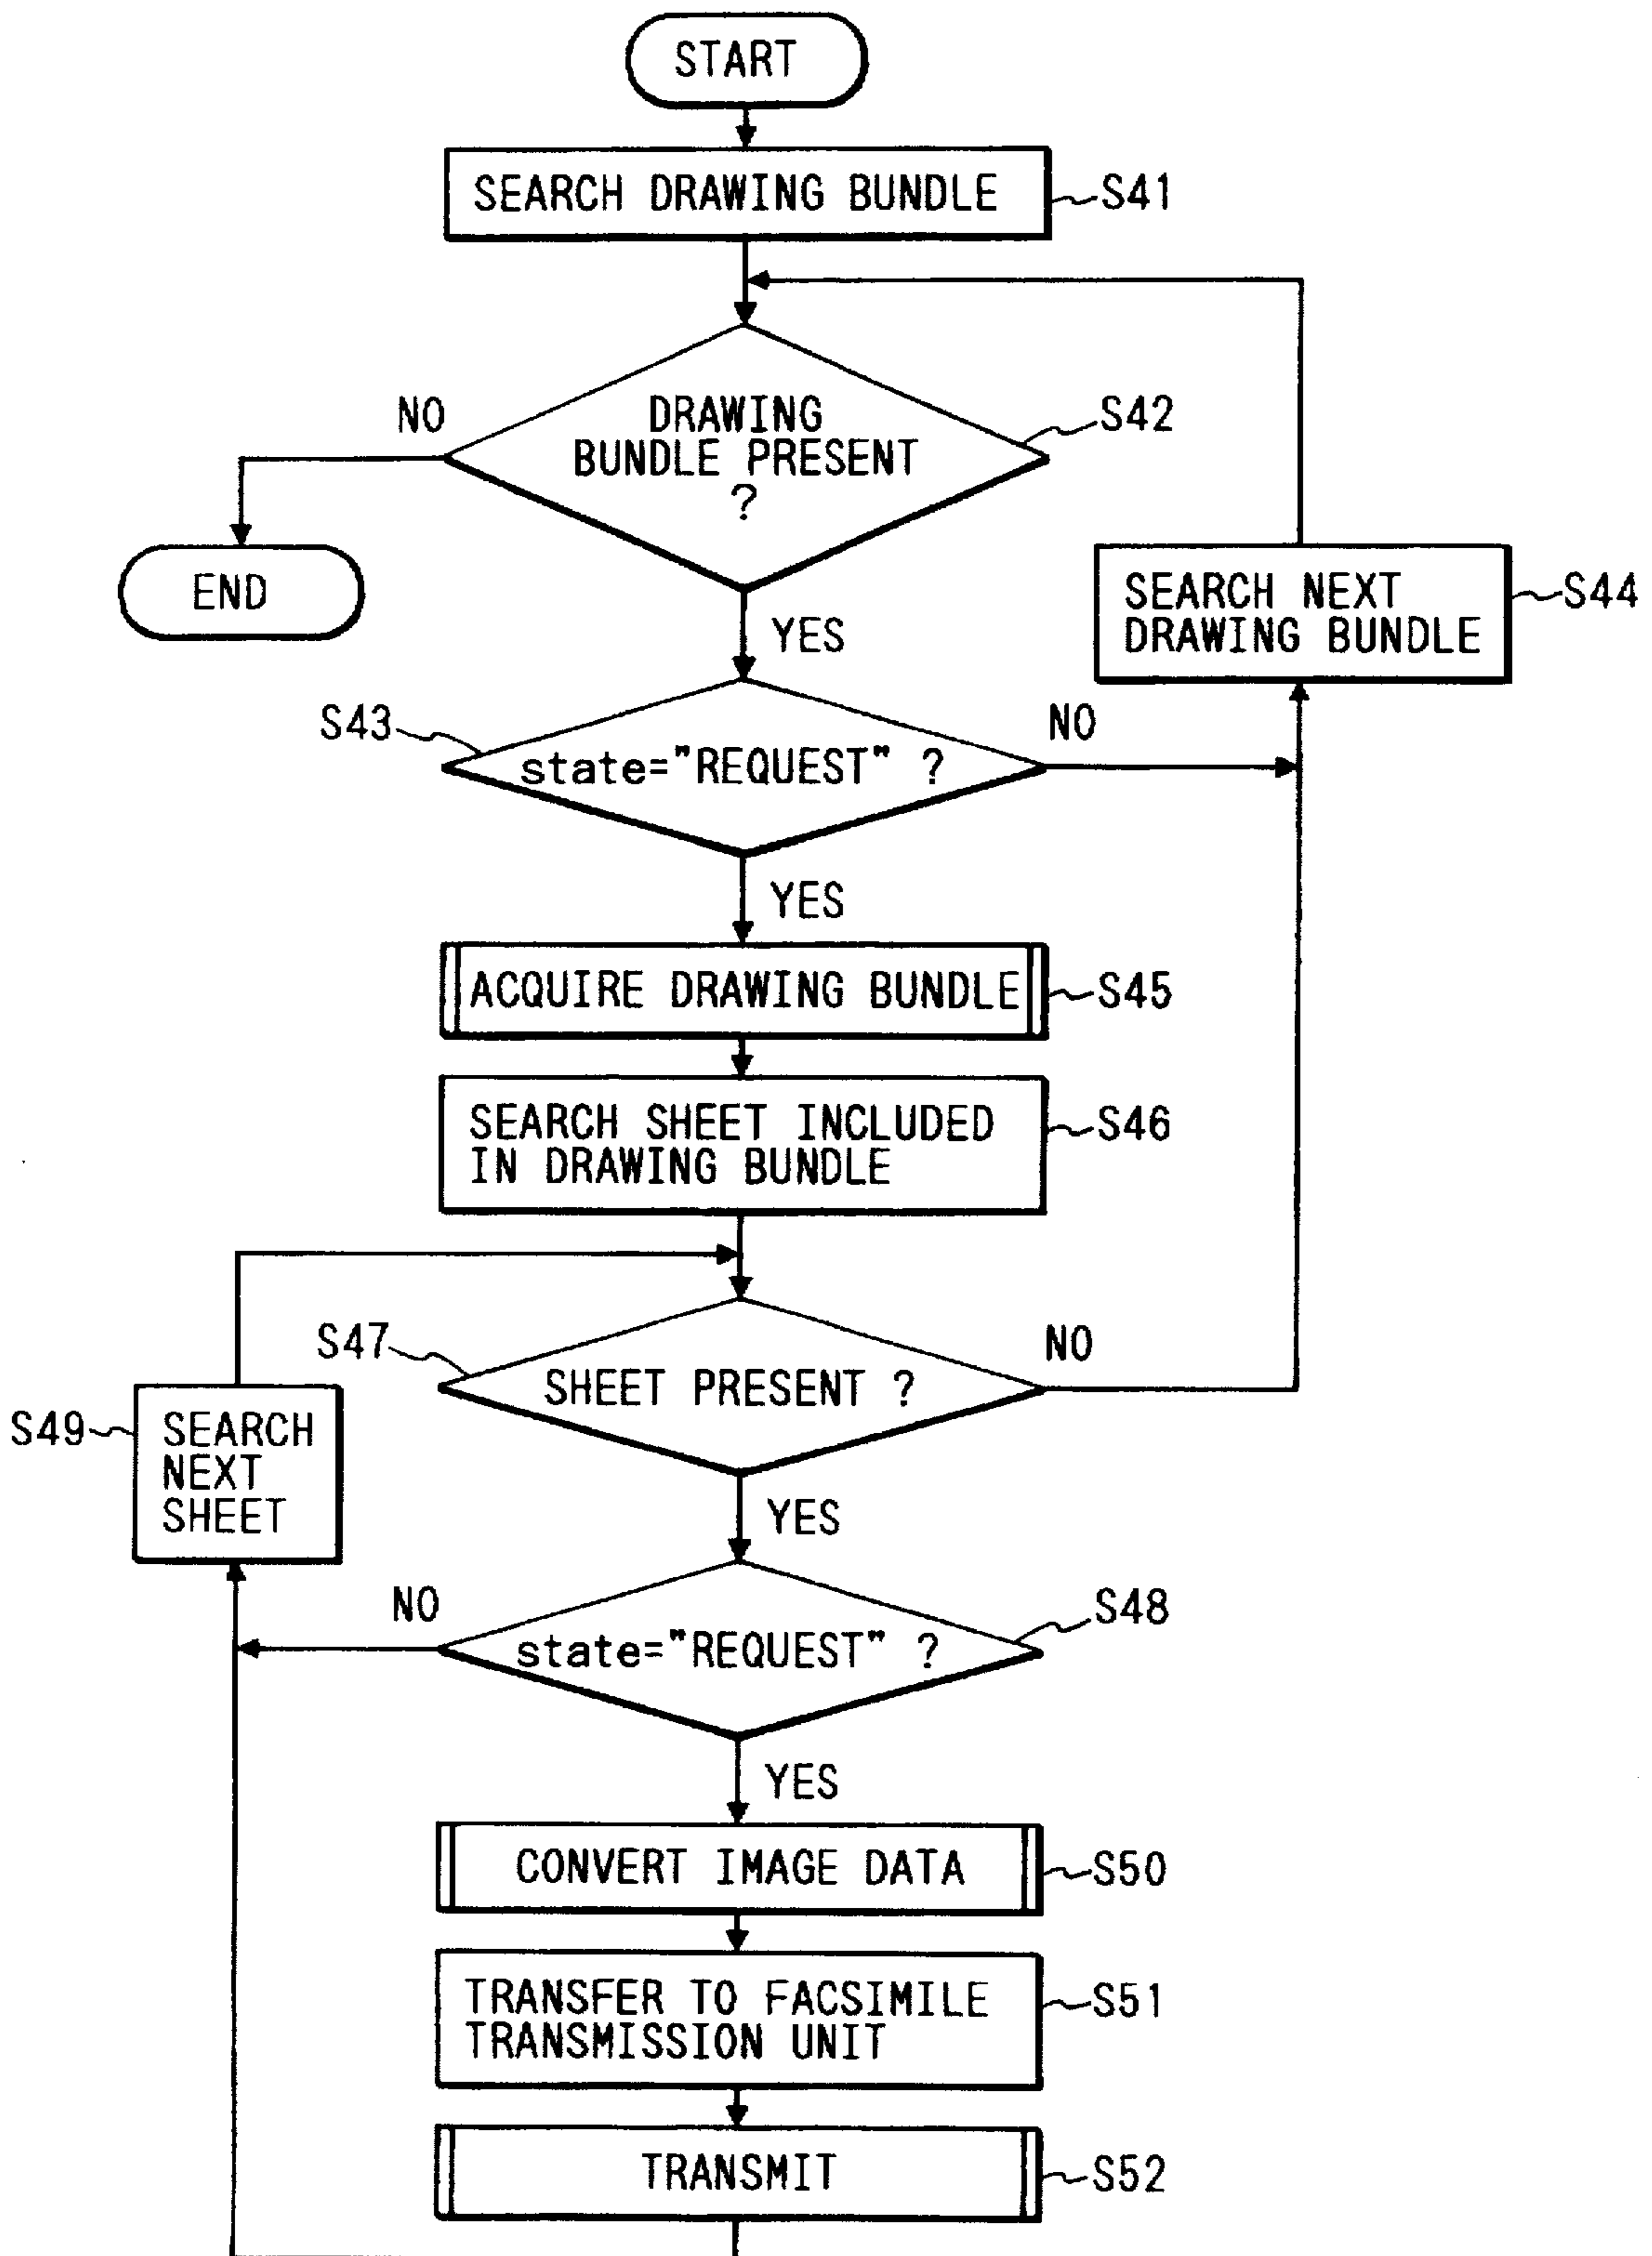 START
SEARCH DRAWING BUNDLE
S41
NO
DRAWING
BUNDLE PRESENT
?
S42
END
YES
SEARCH NEXT
DRAWING BUNDLE
S44
S43
state="REQUEST" ?
NO
YES
ACQUIRE DRAWING BUNDLE
S45
SEARCH SHEET INCLUDED
IN DRAWING BUNDLE
S46
S47
SHEET PRESENT ?
NO
S49
SEARCH
NEXT
SHEET
YES
NO
state="REQUEST" ?
S48
YES
CONVERT IMAGE DATA
S50
TRANSFER TO FACSIMILE
TRANSMISSION UNIT
S51
TRANSMIT
S52